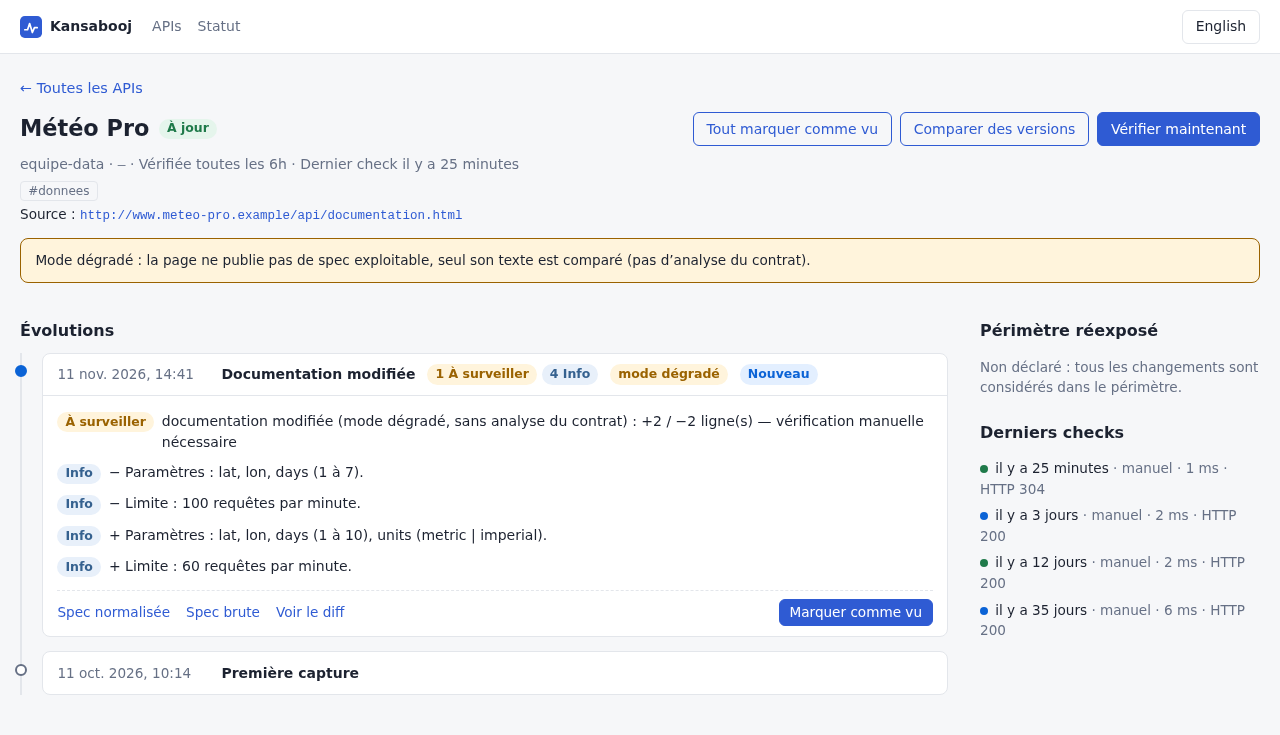 Kansabooj APIs Statut English
← Toutes les APIs
Météo Pro À jour Tout marquer comme vu Comparer des versions Vérifier maintenant
equipe-data · – · Vérifiée toutes les 6h · Dernier check il y a 25 minutes
#donnees
Source : http://www.meteo-pro.example/api/documentation.html
Mode dégradé : la page ne publie pas de spec exploitable, seul son texte est comparé (pas d’analyse du contrat).
Évolutions
11 nov. 2026, 14:41 Documentation modifiée 1 À surveiller 4 Info mode dégradé Nouveau
À surveiller documentation modifiée (mode dégradé, sans analyse du contrat) : +2 / −2 ligne(s) — vérification manuelle
nécessaire
Info − Paramètres : lat, lon, days (1 à 7).
Info − Limite : 100 requêtes par minute.
Info + Paramètres : lat, lon, days (1 à 10), units (metric | imperial).
Info + Limite : 60 requêtes par minute.
Spec normalisée Spec brute Voir le diff Marquer comme vu
11 oct. 2026, 10:14 Première capture
Périmètre réexposé
Non déclaré : tous les changements sont
considérés dans le périmètre.
Derniers checks
il y a 25 minutes · manuel · 1 ms ·
HTTP 304
il y a 3 jours · manuel · 2 ms · HTTP
200
il y a 12 jours · manuel · 2 ms · HTTP
200
il y a 35 jours · manuel · 6 ms · HTTP
200